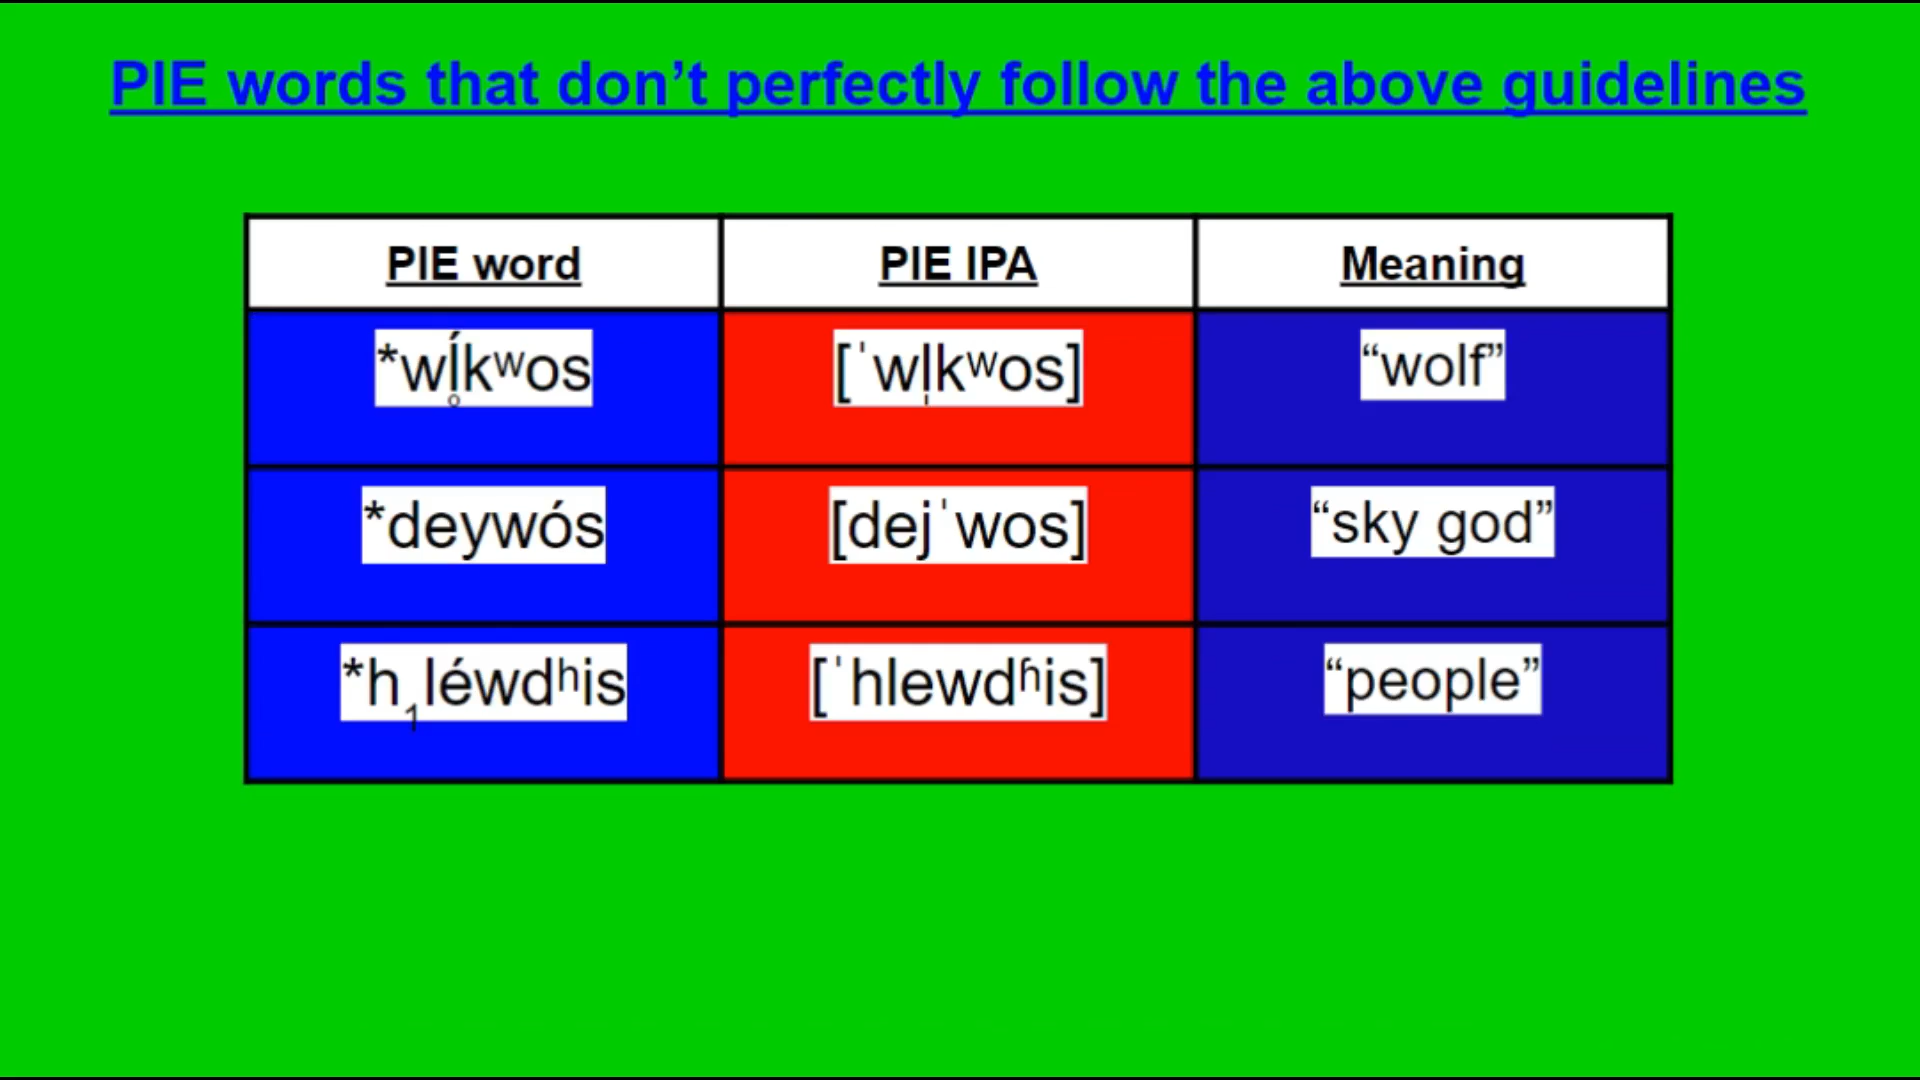 PIE words that don’t perfectly follow the above guidelines
PIE word PIE IPA Meaning
*wĺ̥kʷos [ˈwl̩kʷos] “wolf”
*deywós [dejˈwos] “sky god”
*h₁léwdʰis [ˈhlewdʱis] “people”